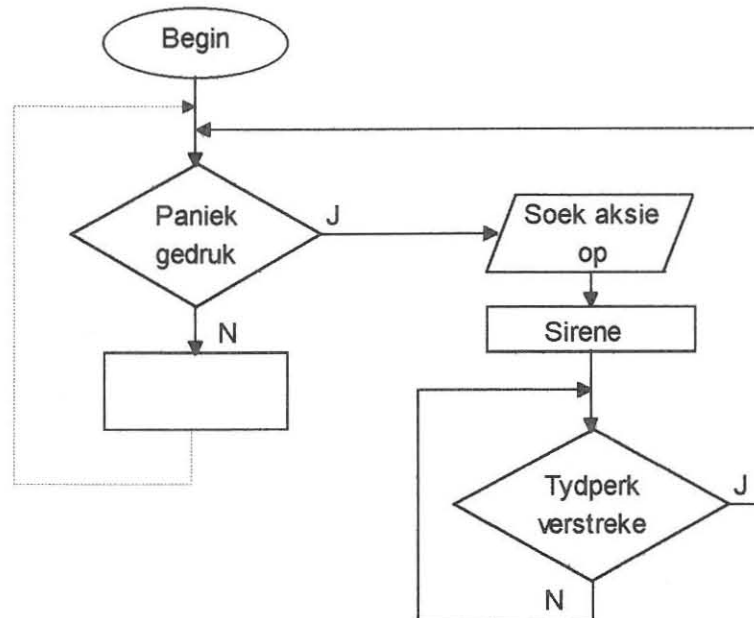 Begin
Paniek
gedruk
J
Soek aksie
op
N
Sirene
Tydperk
verstreke
J
N